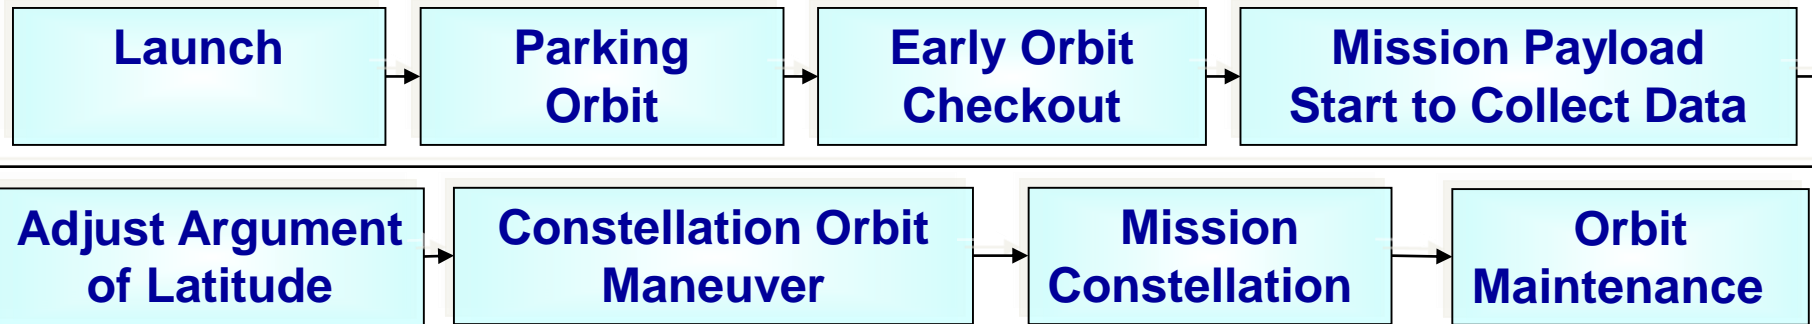 Launch
Parking
Orbit
Early Orbit
Checkout
Mission Payload
Start to Collect Data
Adjust Argument
of Latitude
Constellation Orbit
Maneuver
Mission
Constellation
Orbit
Maintenance